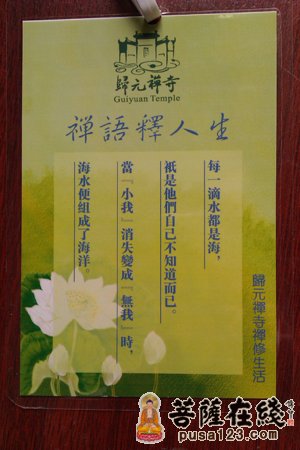 歸元禪寺
Guiyuan Temple
禪語釋人生
每一滴水都是海，
祇是他們自己不知道而已。
當『小我』消失變成『無我』時，
海水便組成了海洋。
歸元禪寺禪修生活
菩薩在綫
pusa123.com